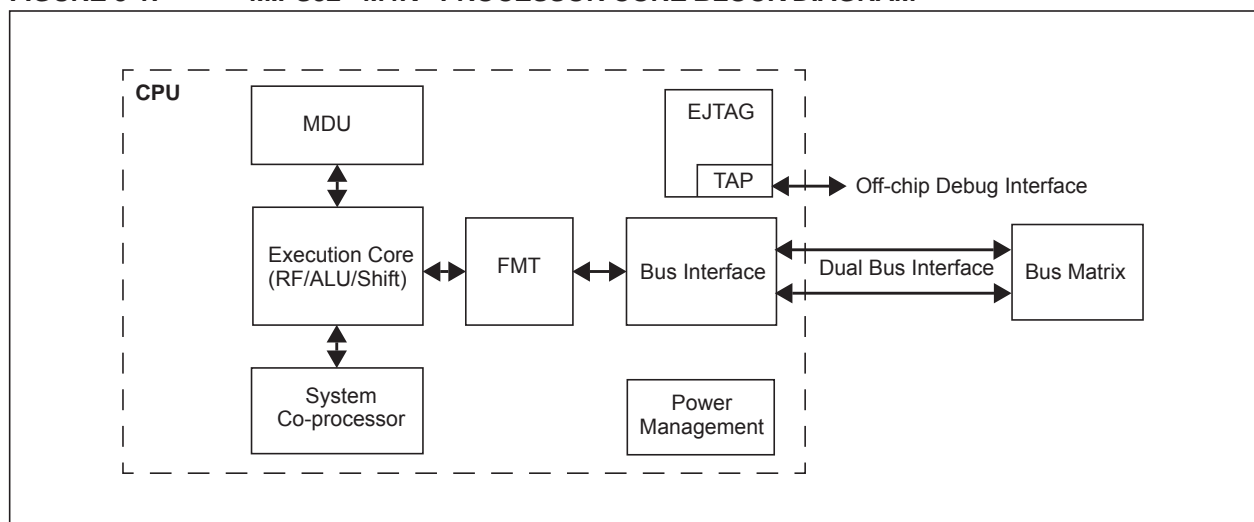 CPU
MDU
EJTAG
TAP
Off-chip Debug Interface
Execution Core
(RF/ALU/Shift)
FMT
Bus Interface
Dual Bus Interface
Bus Matrix
System
Co-processor
Power
Management